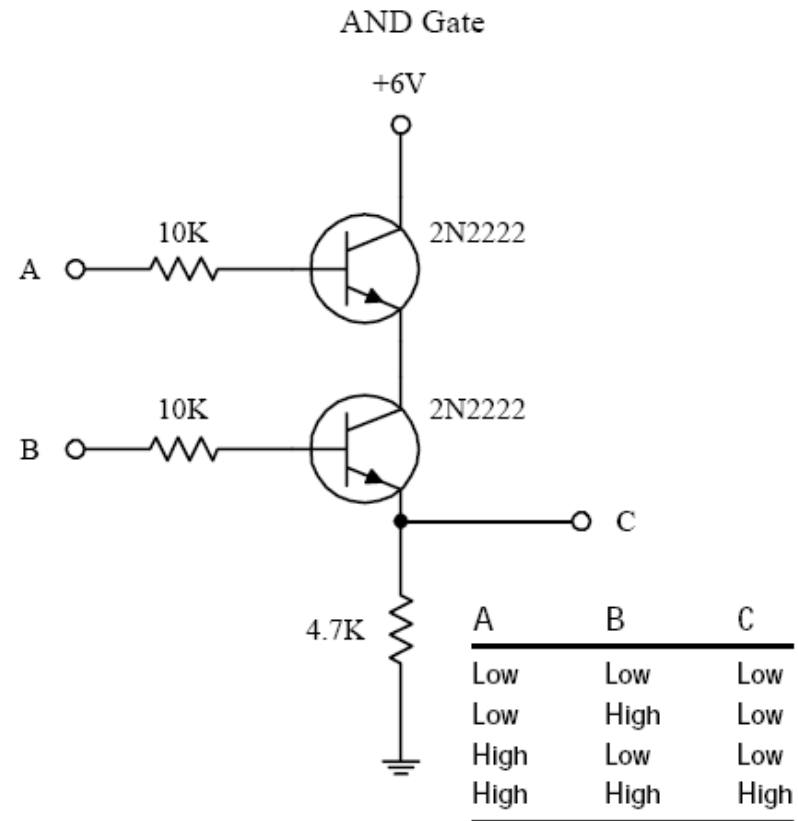 AND Gate
+6V
10K
2N2222
A
10K
2N2222
B
C
4.7K
A B C
Low Low Low
Low High Low
High Low Low
High High High